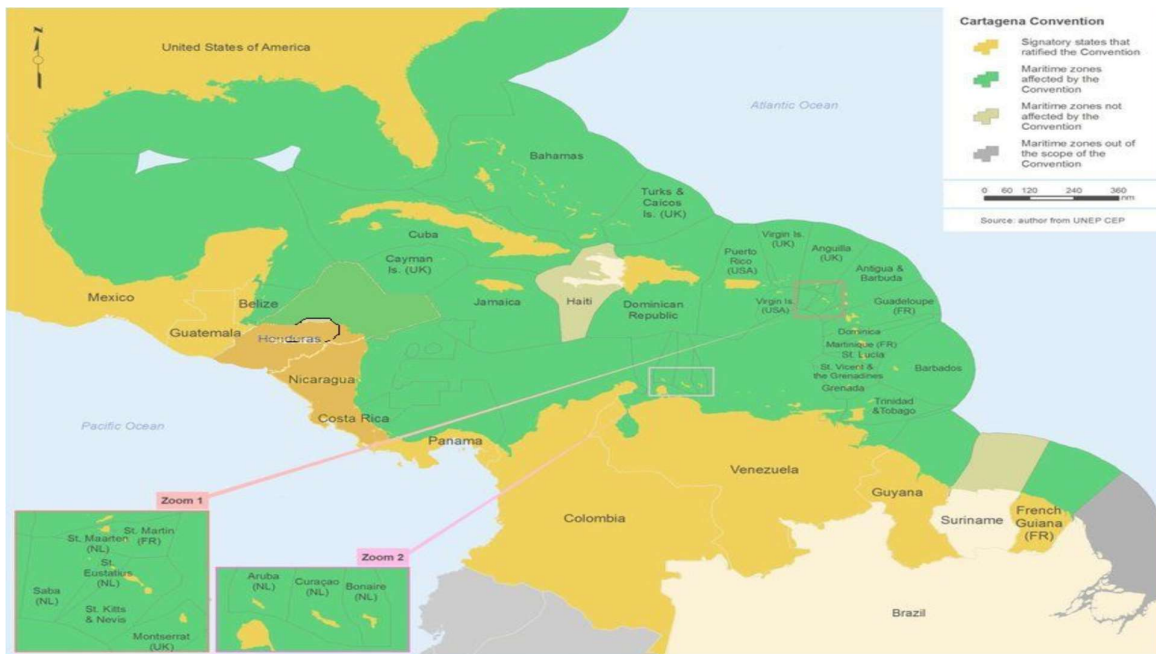 Cartagena Convention
N
United States of America
Signatory states that
ratified the Convention
Maritime zones
affected by the
Convention
Atlantic Ocean
Maritime zones not
affected by the
Convention
Maritime zones out of
the scope of the
Convention
0 60 120 240 360
nm
Source: author from UNEP CEP
Bahamas
Turks &
Caicos
Is. (UK)
Cuba
Cayman
Is. (UK)
Puerto
Rico
(USA)
Virgin Is.
(UK)
Anguilla
(UK)
Antigua &
Barbuda
Mexico
Belize
Jamaica
Haiti
Dominican
Republic
Virgin Is.
(USA)
Guadeloupe
(FR)
Guatemala
Honduras
Dominica
Martinique (FR)
St. Lucia
St. Vicent &
the Grenadines
Barbados
Nicaragua
Grenada
Costa Rica
Trinidad
&Tobago
Pacific Ocean
Panama
Venezuela
Guyana
Zoom 1
Colombia
Suriname
French
Guiana
(FR)
St. Maarten
(NL)
St. Martin
(FR)
St.
Eustatius
(NL)
Saba
(NL)
St. Kitts
& Nevis
Montserrat
(UK)
Zoom 2
Aruba
(NL)
Curaçao
(NL)
Bonaire
(NL)
Brazil